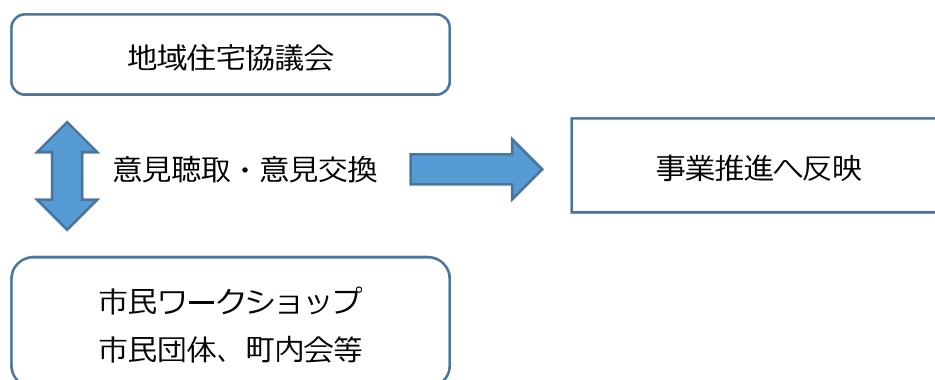 地域住宅協議会
意見聴取・意見交換
事業推進へ反映
市民ワークショップ
市民団体、町内会等